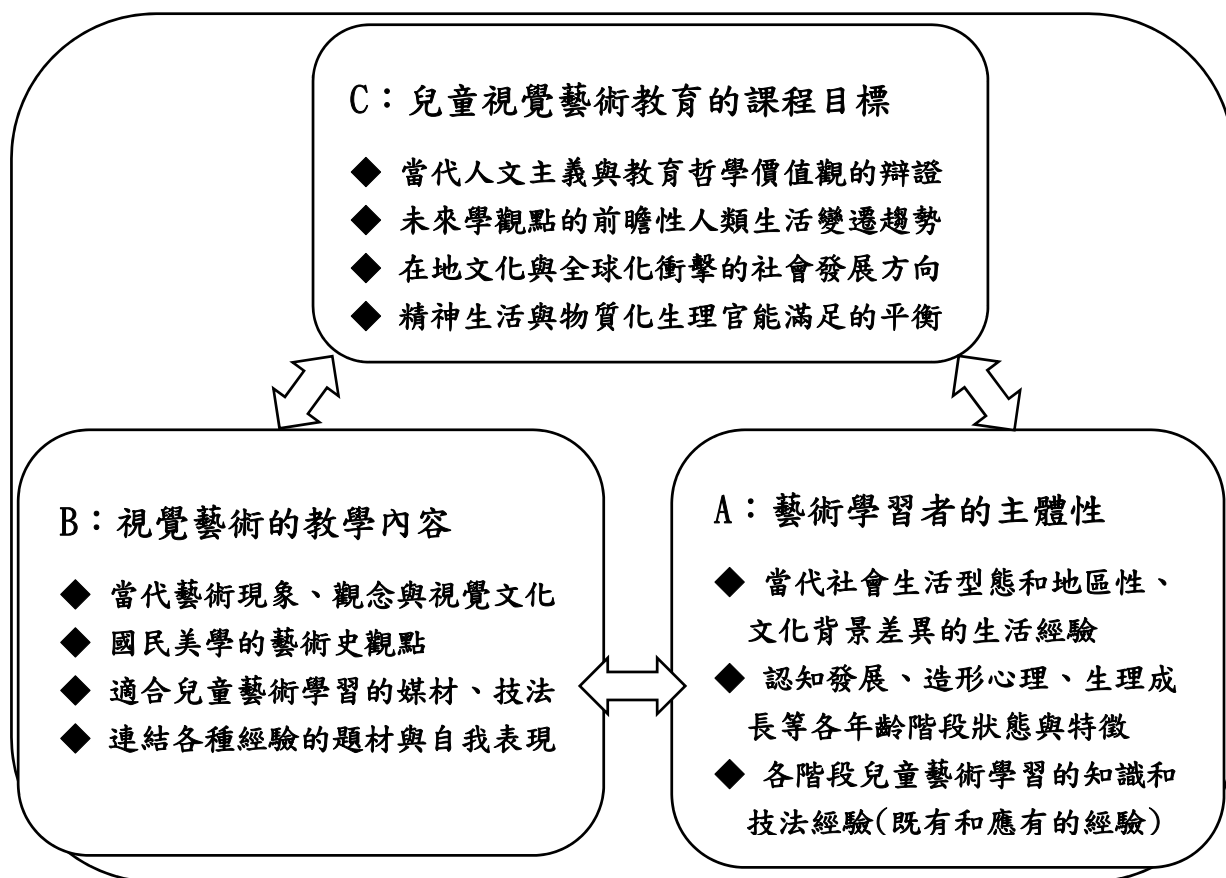 C：兒童視覺藝術教育的課程目標
◆ 當代人文主義與教育哲學價值觀的辯證
◆ 未來學觀點的前瞻性人類生活變遷趨勢
◆ 在地文化與全球化衝擊的社會發展方向
◆ 精神生活與物質化生理官能滿足的平衡
B：視覺藝術的教學內容
◆ 當代藝術現象、觀念與視覺文化
◆ 國民美學的藝術史觀點
◆ 適合兒童藝術學習的媒材、技法
◆ 連結各種經驗的題材與自我表現
A：藝術學習者的主體性
◆ 當代社會生活型態和地區性、
文化背景差異的生活經驗
◆ 認知發展、造形心理、生理成
長等各年齡階段狀態與特徵
◆ 各階段兒童藝術學習的知識和
技法經驗(既有和應有的經驗)